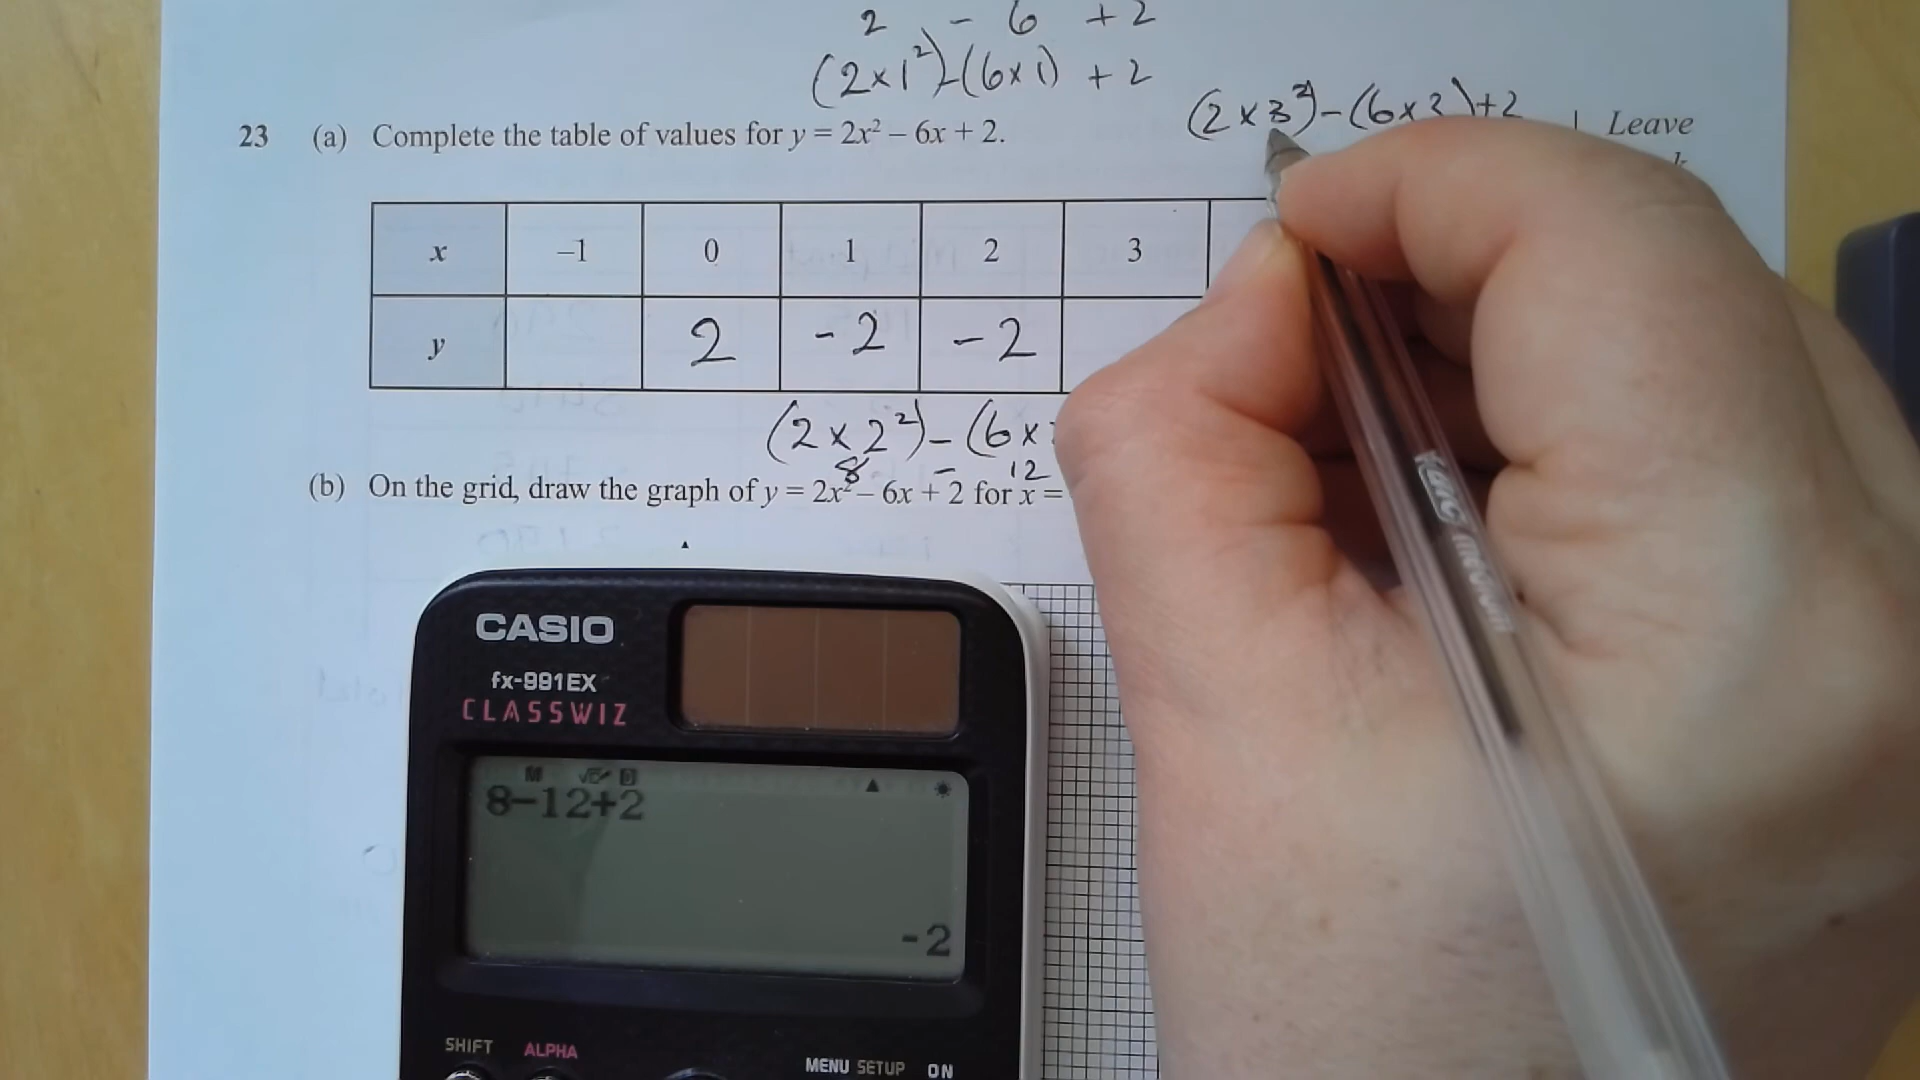 2 - 6 + 2
(2×1²)-(6×1) + 2
(2×3²)-(6×3)+2
23 (a) Complete the table of values for y = 2x² – 6x + 2.
Leave
x –1 0 1 2 3
y 2 -2 -2
(2×2²)-(6×
8 - 12
(b) On the grid, draw the graph of y = 2x² – 6x + 2 for x =
CASIO
fx-991EX
CLASSWIZ
8-12+2
-2
SHIFT ALPHA MENU SETUP ON